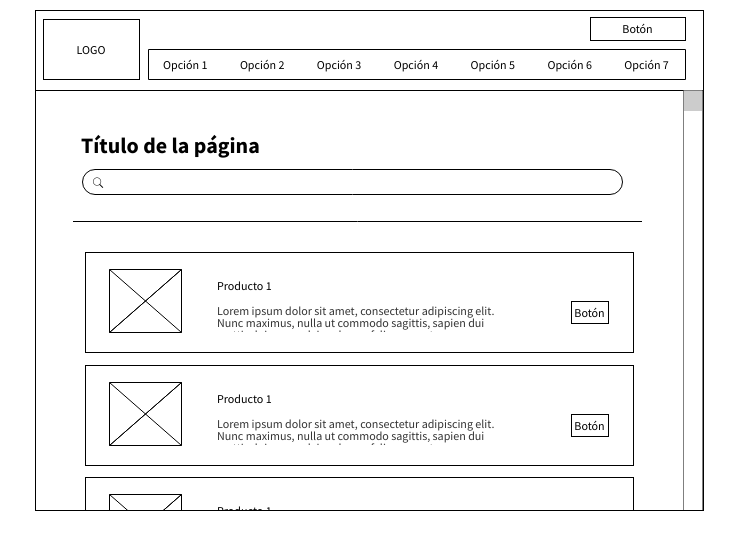 Botón
LOGO
Opción 1 Opción 2 Opción 3 Opción 4 Opción 5 Opción 6 Opción 7
Título de la página
Producto 1
Lorem ipsum dolor sit amet, consectetur adipiscing elit.
Nunc maximus, nulla ut commodo sagittis, sapien dui
Botón
Producto 1
Lorem ipsum dolor sit amet, consectetur adipiscing elit.
Nunc maximus, nulla ut commodo sagittis, sapien dui
Botón
Producto 1